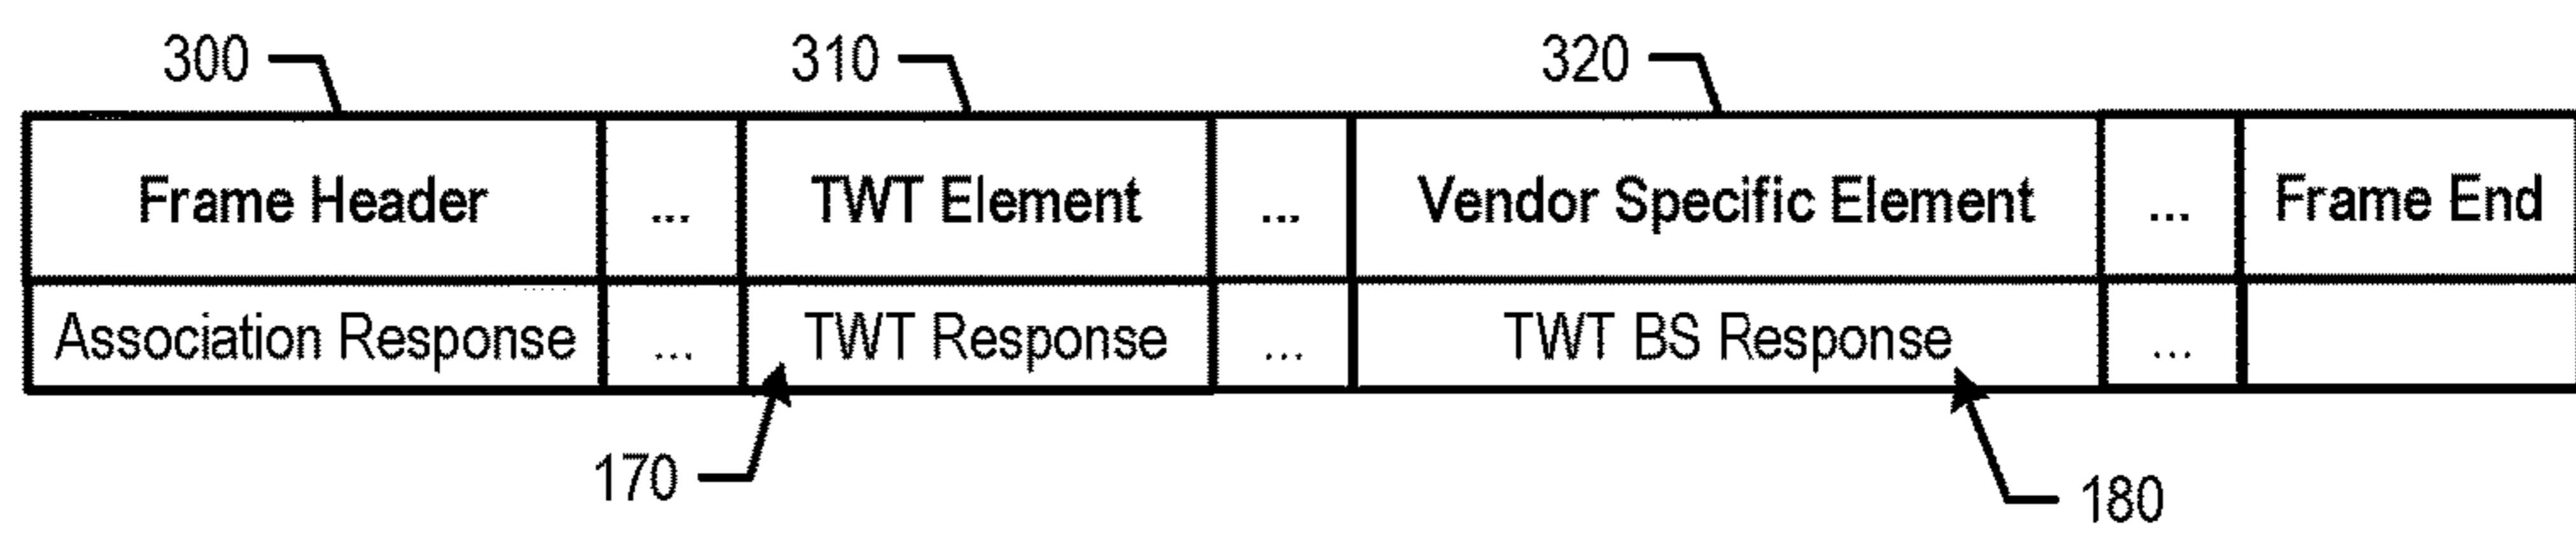 300 310 320
Frame Header ... TWT Element ... Vendor Specific Element ... Frame End
Association Response ... TWT Response ... TWT BS Response ...
170 180